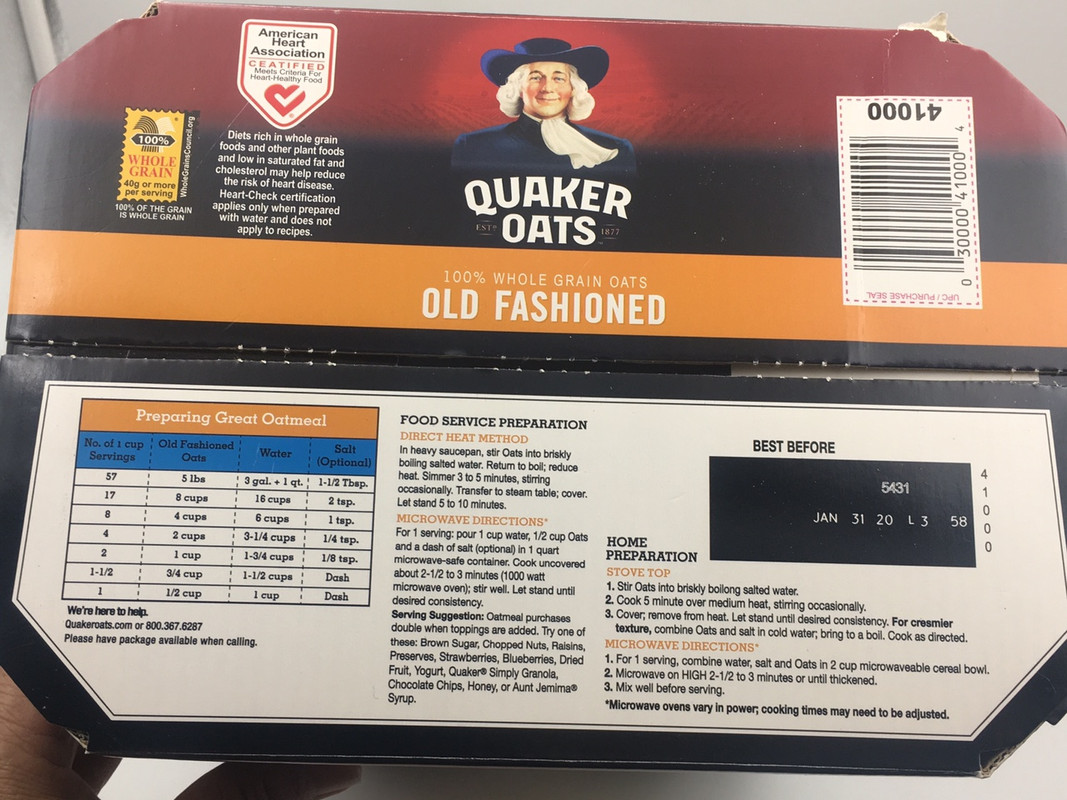 American
Heart
Association
CEATIFIED
Meets Criteria For
Heart-Healthy Food
100%
WHOLE
GRAIN
40g or more
per serving
WholeGrainsCouncil.org
100% OF THE GRAIN
IS WHOLE GRAIN
Diets rich in whole grain
foods and other plant foods
and low in saturated fat and
cholesterol may help reduce
the risk of heart disease.
Heart-Check certification
applies only when prepared
with water and does not
apply to recipes.
QUAKER
ESTD OATS 1877
100% WHOLE GRAIN OATS
OLD FASHIONED
41000
0 30000 41000 4
UPC / PURCHASE SEAL
Preparing Great Oatmeal
No. of 1 cup Servings Old Fashioned Oats Water Salt (Optional)
57 5 lbs 3 gal. + 1 qt. 1-1/2 Tbsp.
17 8 cups 16 cups 2 tsp.
8 4 cups 6 cups 1 tsp.
4 2 cups 3-1/4 cups 1/4 tsp.
2 1 cup 1-3/4 cups 1/8 tsp.
1-1/2 3/4 cup 1-1/2 cups Dash
1 1/2 cup 1 cup Dash
We're here to help.
Quakeroats.com or 800.367.6287
Please have package available when calling.
FOOD SERVICE PREPARATION
DIRECT HEAT METHOD
In heavy saucepan, stir Oats into briskly
boiling salted water. Return to boil; reduce
heat. Simmer 3 to 5 minutes, stirring
occasionally. Transfer to steam table; cover.
Let stand 5 to 10 minutes.
MICROWAVE DIRECTIONS*
For 1 serving: pour 1 cup water, 1/2 cup Oats
and a dash of salt (optional) in 1 quart
microwave-safe container. Cook uncovered
about 2-1/2 to 3 minutes (1000 watt
microwave oven); stir well. Let stand until
desired consistency.
Serving Suggestion: Oatmeal purchases
double when toppings are added. Try one of
these: Brown Sugar, Chopped Nuts, Raisins,
Preserves, Strawberries, Blueberries, Dried
Fruit, Yogurt, Quaker® Simply Granola,
Chocolate Chips, Honey, or Aunt Jemima®
Syrup.
BEST BEFORE
5431
JAN 31 20 L3 58
41000
HOME
PREPARATION
STOVE TOP
1. Stir Oats into briskly boilong salted water.
2. Cook 5 minute over medium heat, stirring occasionally.
3. Cover; remove from heat. Let stand until desired consistency. For cresmier
texture, combine Oats and salt in cold water; bring to a boil. Cook as directed.
MICROWAVE DIRECTIONS*
1. For 1 serving, combine water, salt and Oats in 2 cup microwaveable cereal bowl.
2. Microwave on HIGH 2-1/2 to 3 minutes or until thickened.
3. Mix well before serving.
*Microwave ovens vary in power; cooking times may need to be adjusted.